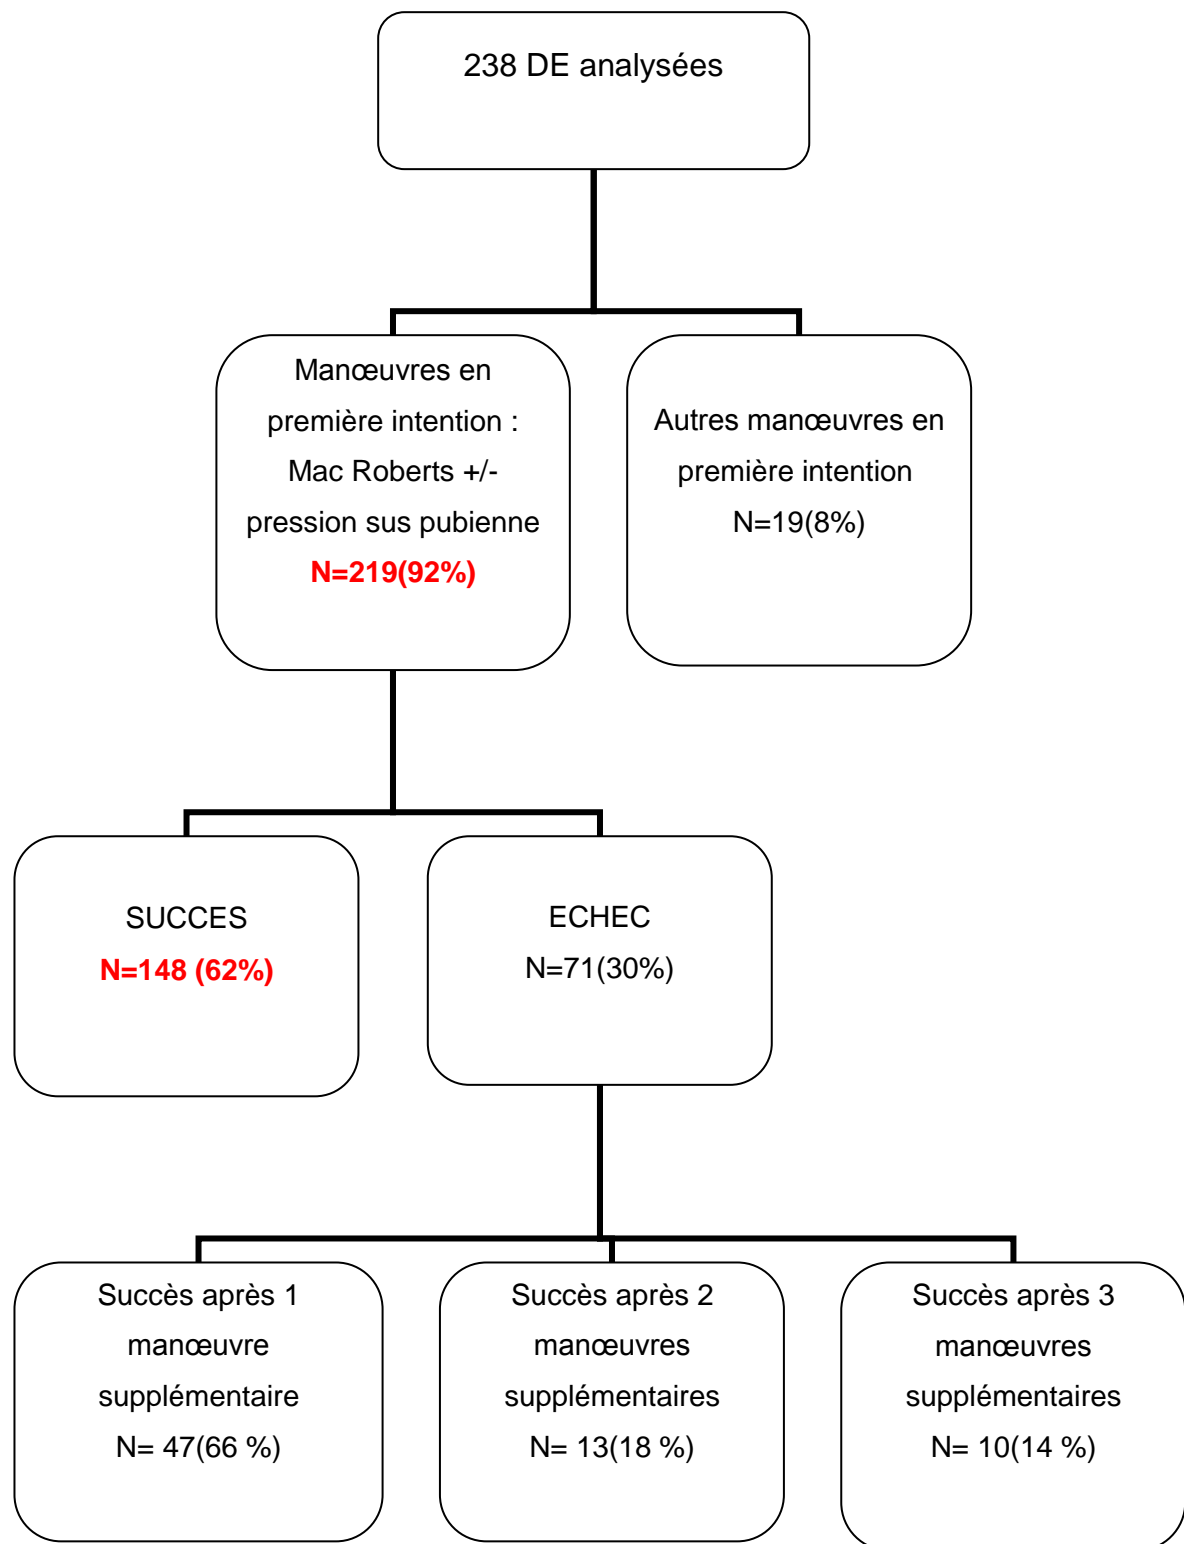 238 DE analysées
Manœuvres en
première intention :
Mac Roberts +/-
pression sus pubienne
N=219(92%)
Autres manœuvres en
première intention
N=19(8%)
SUCCES
N=148 (62%)
ECHEC
N=71(30%)
Succès après 1
manœuvre
supplémentaire
N= 47(66 %)
Succès après 2
manœuvres
supplémentaires
N= 13(18 %)
Succès après 3
manœuvres
supplémentaires
N= 10(14 %)